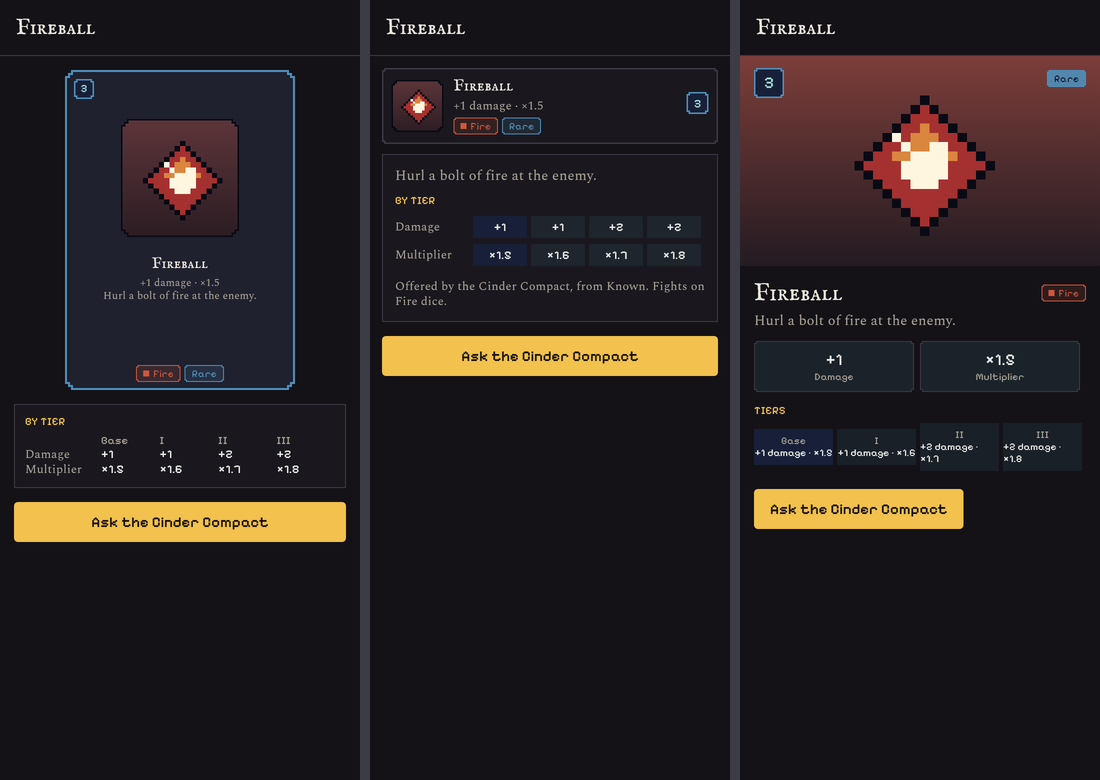 Fireball
3
Fireball
+1 damage · ×1.5
Hurl a bolt of fire at the enemy.
Fire Rare
BY TIER
Base I II III
Damage +1 +1 +2 +2
Multiplier ×1.5 ×1.6 ×1.7 ×1.8
Ask the Cinder Compact
Fireball
Fireball
+1 damage · ×1.5
Fire Rare
3
Hurl a bolt of fire at the enemy.
BY TIER
Damage +1 +1 +2 +2
Multiplier ×1.5 ×1.6 ×1.7 ×1.8
Offered by the Cinder Compact, from Known. Fights on
Fire dice.
Ask the Cinder Compact
Fireball
3
Rare
Fireball
Fire
Hurl a bolt of fire at the enemy.
+1 ×1.5
Damage Multiplier
TIERS
Base
+1 damage · ×1.5
I
+1 damage · ×1.6
II
+2 damage ·
×1.7
III
+2 damage ·
×1.8
Ask the Cinder Compact